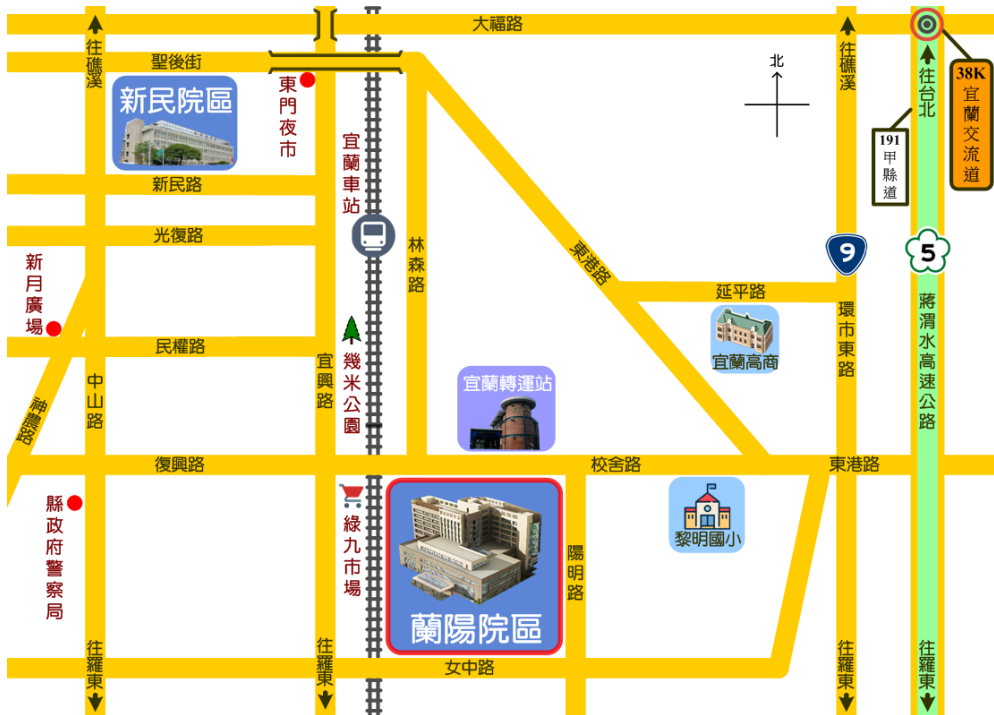 大福路
往礁溪
往礁溪
聖後街
北
往台北
38K
宜蘭交流道
新民院區
東門夜市
宜蘭車站
191
甲縣道
新民路
光復路
林森路
東港路
9
5
新月廣場
延平路
環市東路
蔣渭水高速公路
民權路
宜興路
幾米公園
宜蘭高商
中山路
神農路
宜蘭轉運站
復興路
校舍路
東港路
縣政府警察局
綠九市場
黎明國小
陽明路
蘭陽院區
往羅東
往羅東
女中路
往羅東
往羅東